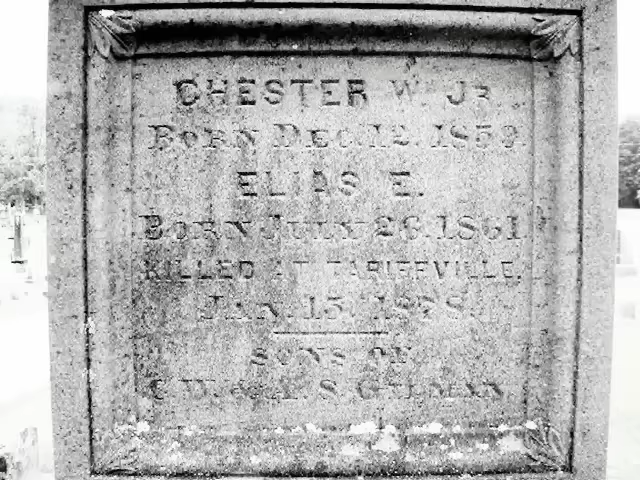 CHESTER W. JR.
BORN DEC. 12. 1859.
ELIAS E.
BORN JULY 26. 1861
KILLED AT TARIFFVILLE.
JAN. 15. 1878.
SONS OF
C. W. & A. S. GILMAN